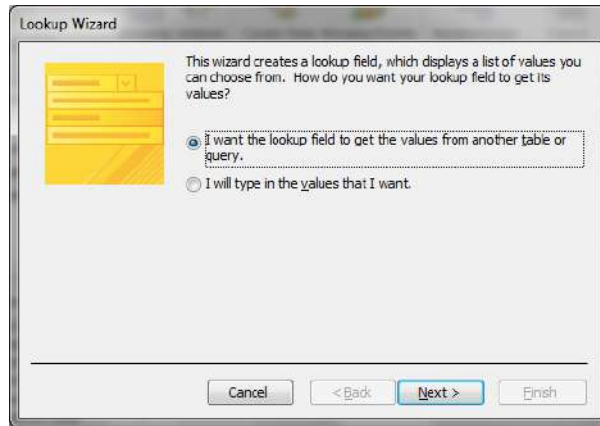 Lookup Wizard
This wizard creates a lookup field, which displays a list of values you
can choose from. How do you want your lookup field to get its
values?
I want the lookup field to get the values from another table or
query.
I will type in the values that I want.
Cancel
< Back
Next >
Finish